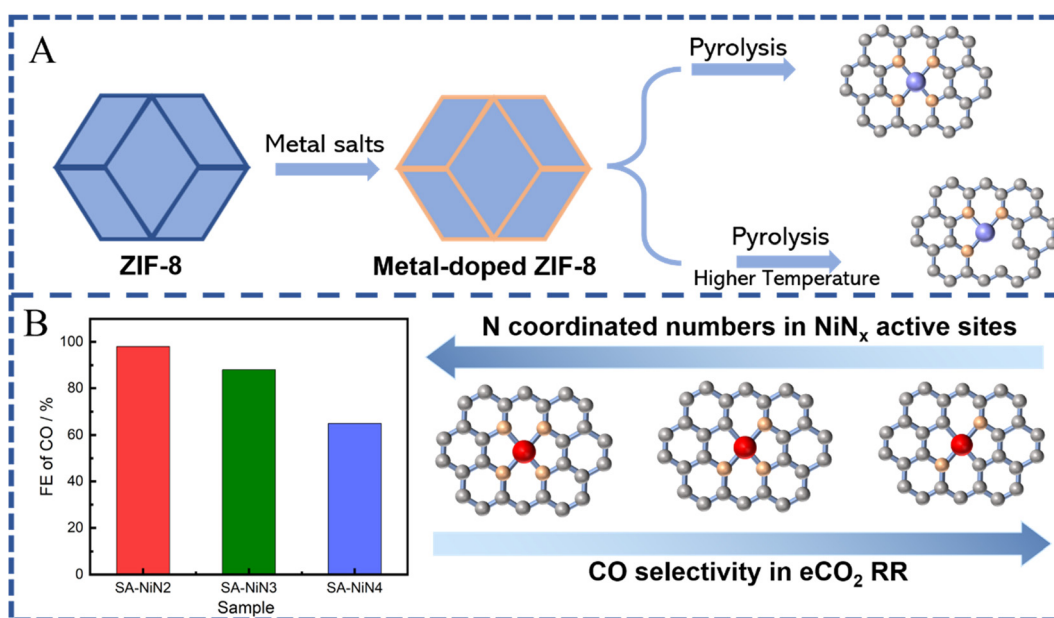 A
ZIF-8
Metal salts
Metal-doped ZIF-8
Pyrolysis
Pyrolysis
Higher Temperature
B
FE of CO / %
100
80
60
40
20
0
SA-NiN2
SA-NiN3
SA-NiN4
Sample
N coordinated numbers in NiNₓ active sites
CO selectivity in eCO₂ RR